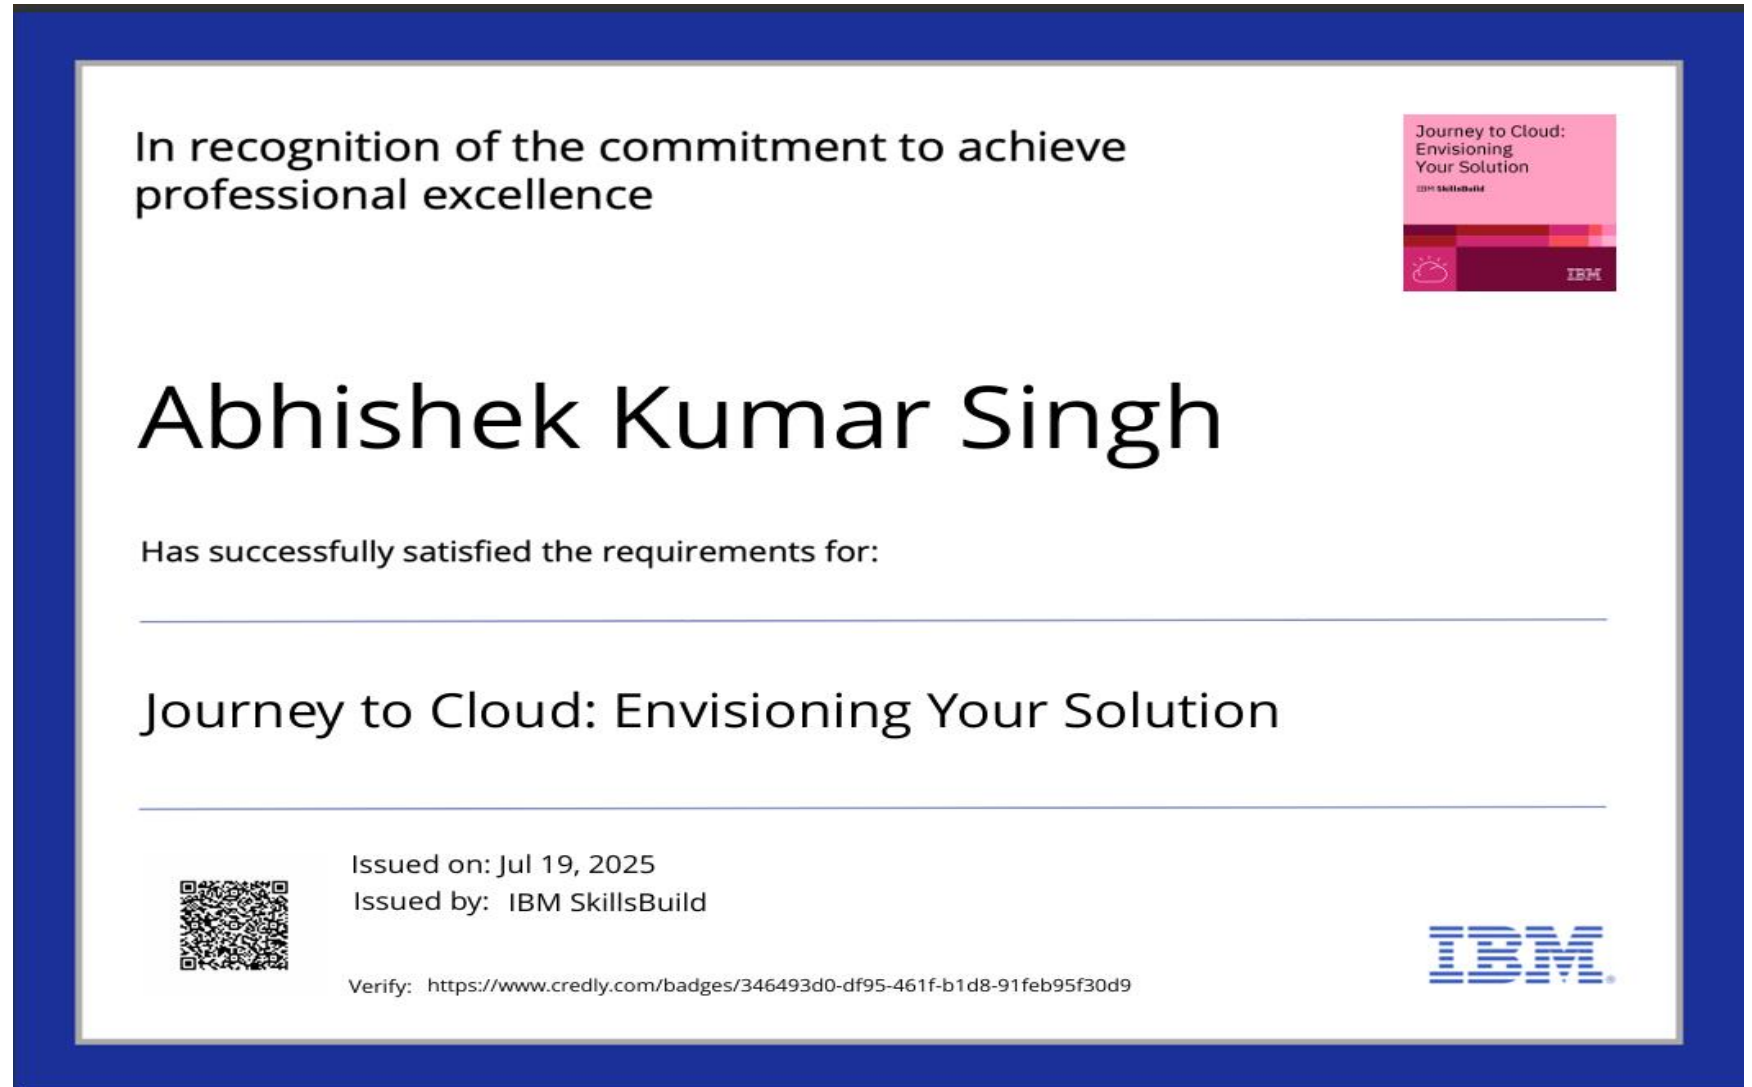 In recognition of the commitment to achieve
professional excellence
Journey to Cloud:
Envisioning
Your Solution
IBM SkillsBuild
IBM
Abhishek Kumar Singh
Has successfully satisfied the requirements for:
Journey to Cloud: Envisioning Your Solution
Issued on: Jul 19, 2025
Issued by: IBM SkillsBuild
Verify: https://www.credly.com/badges/346493d0-df95-461f-b1d8-91feb95f30d9
IBM®